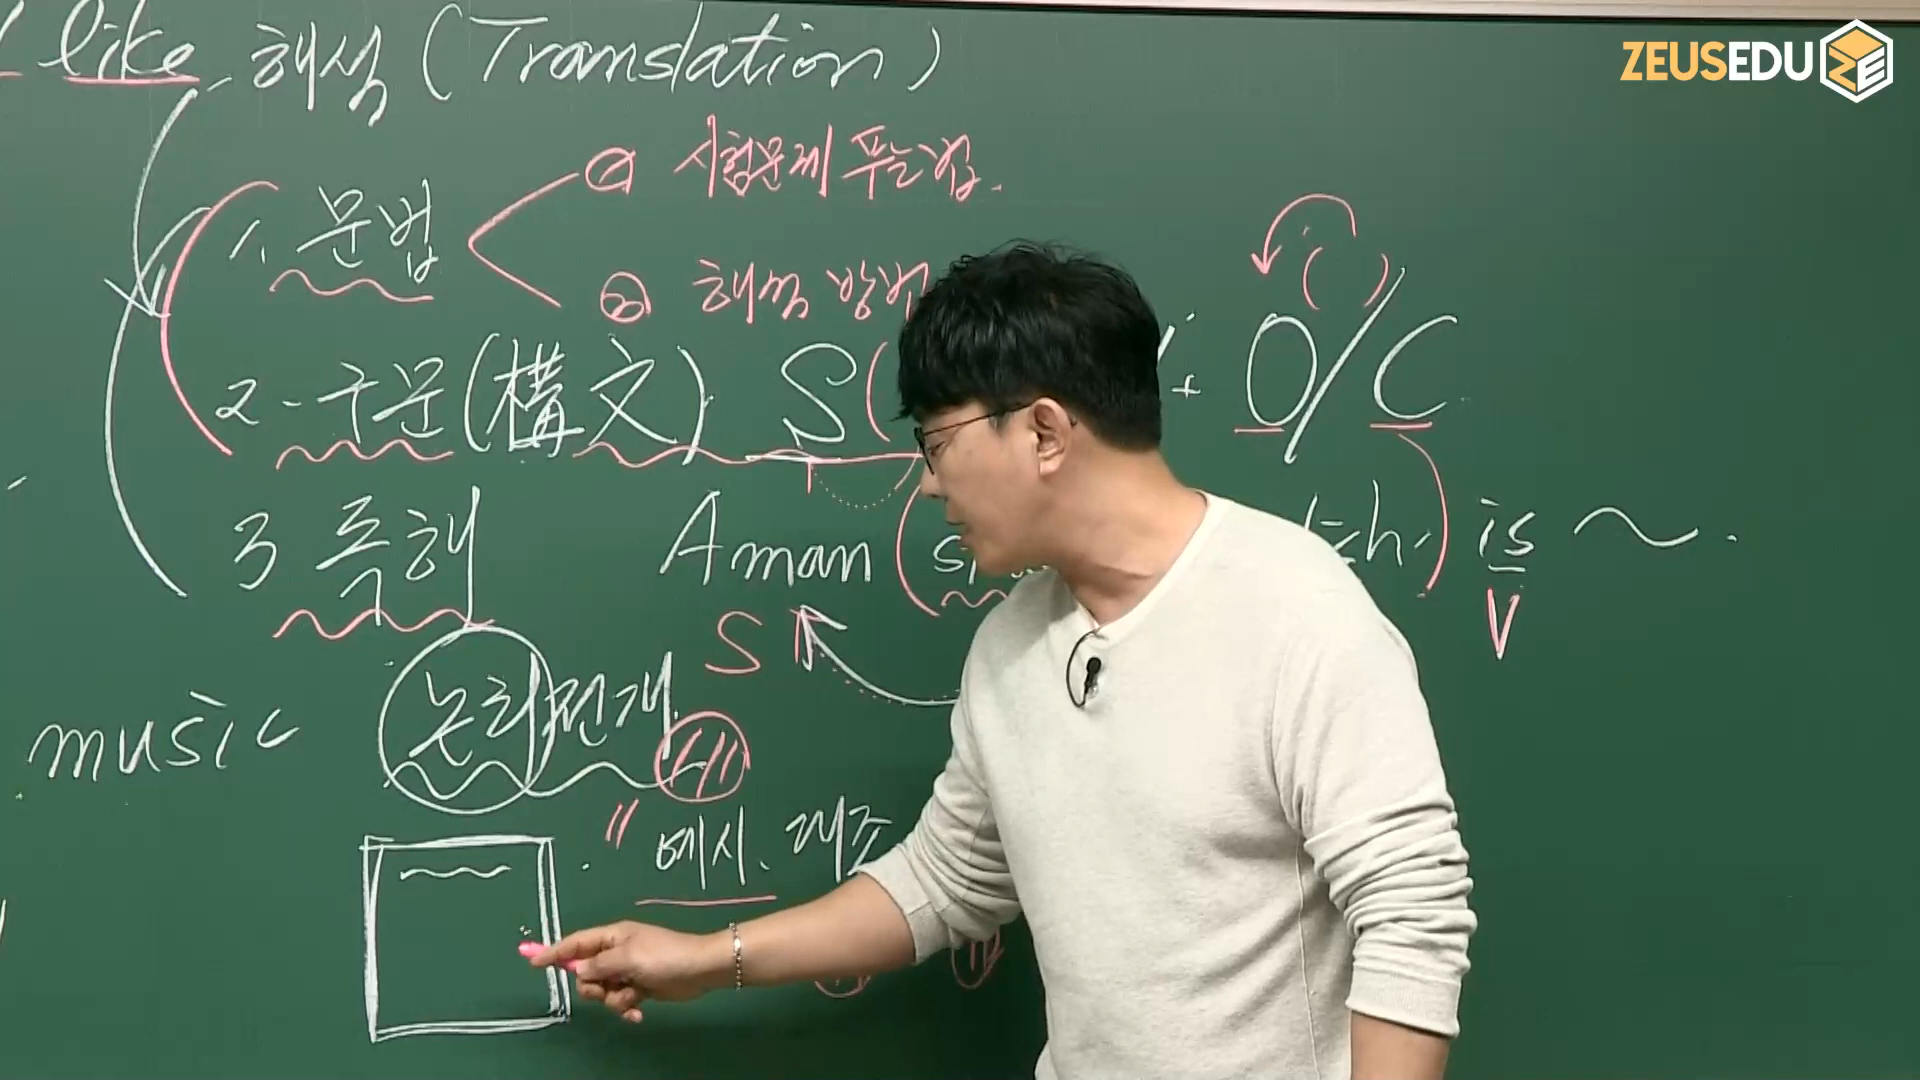 ZEUSEDU
like 해석 (Translation)
① 시험문제 푸는법.
1. 문법
② 해석 방법
2. 구문(構文) S( + O/C
( )
3 독해 A man ( is ~.
S V
music 논리전개.
" 예시. 대조